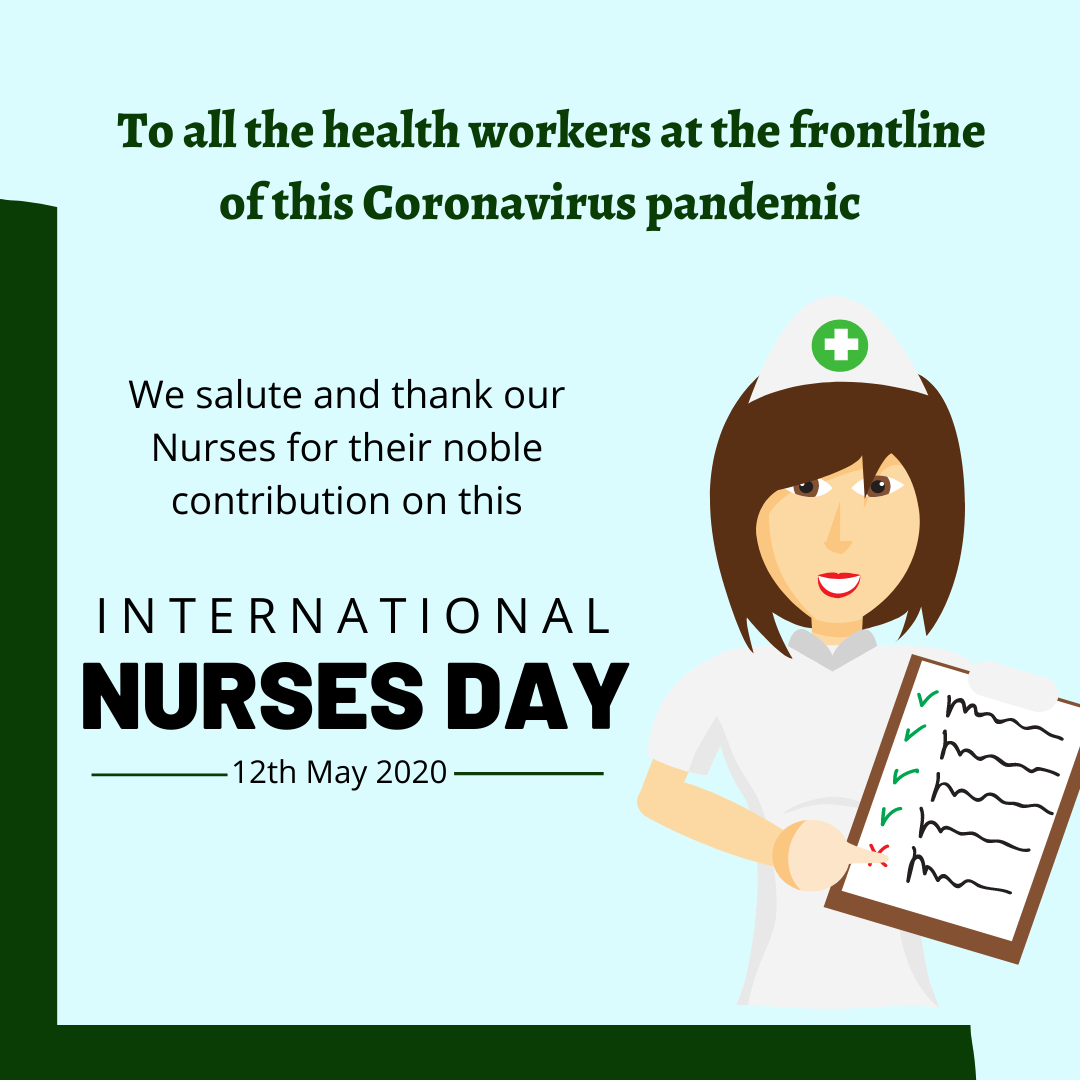 To all the health workers at the frontline
of this Coronavirus pandemic
We salute and thank our
Nurses for their noble
contribution on this
INTERNATIONAL
NURSES DAY
12th May 2020